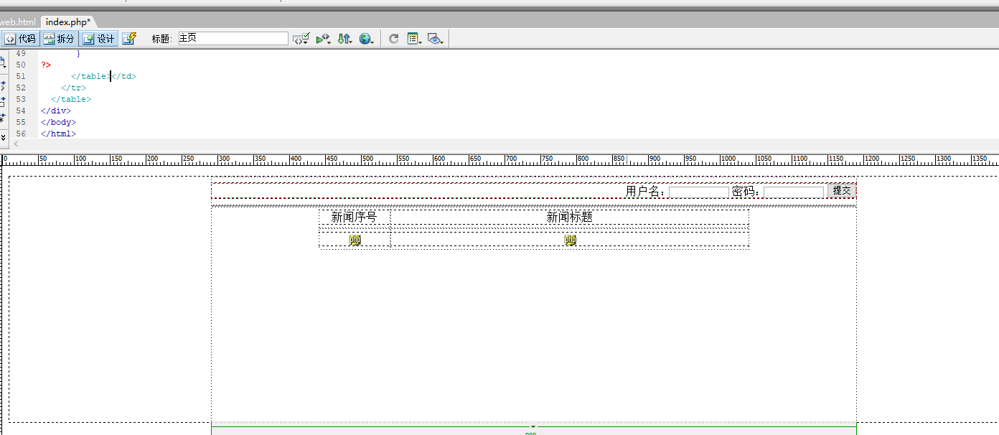 web.html index.php*
代码 拆分 设计 标题: 主页
49 }
50 ?>
51 </table></td>
52 </tr>
53 </table>
54 </div>
55 </body>
56 </html>
0 50 100 150 200 250 300 350 400 450 500 550 600 650 700 750 800 850 900 950 1000 1050 1100 1150 1200 1250 1300 1350
用户名： 密码： 提交
新闻序号 新闻标题
php php
900